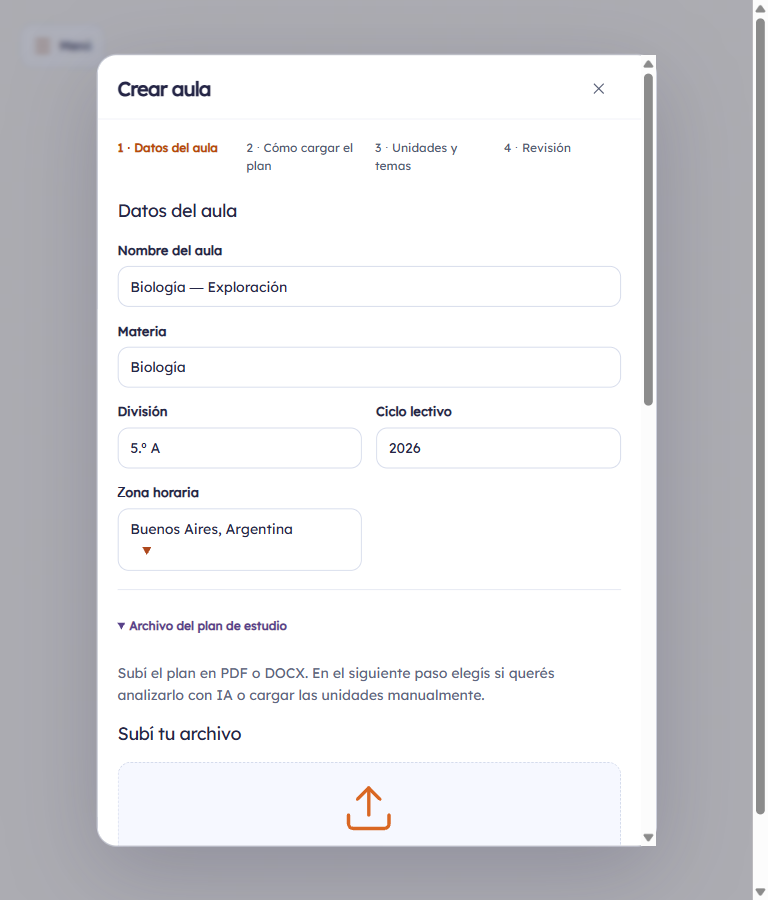 Menú
Crear aula
1 · Datos del aula
2 · Cómo cargar el
plan
3 · Unidades y
temas
4 · Revisión
Datos del aula
Nombre del aula
Biología — Exploración
Materia
Biología
División
Ciclo lectivo
5.º A
2026
Zona horaria
Buenos Aires, Argentina
Archivo del plan de estudio
Subí el plan en PDF o DOCX. En el siguiente paso elegís si querés
analizarlo con IA o cargar las unidades manualmente.
Subí tu archivo